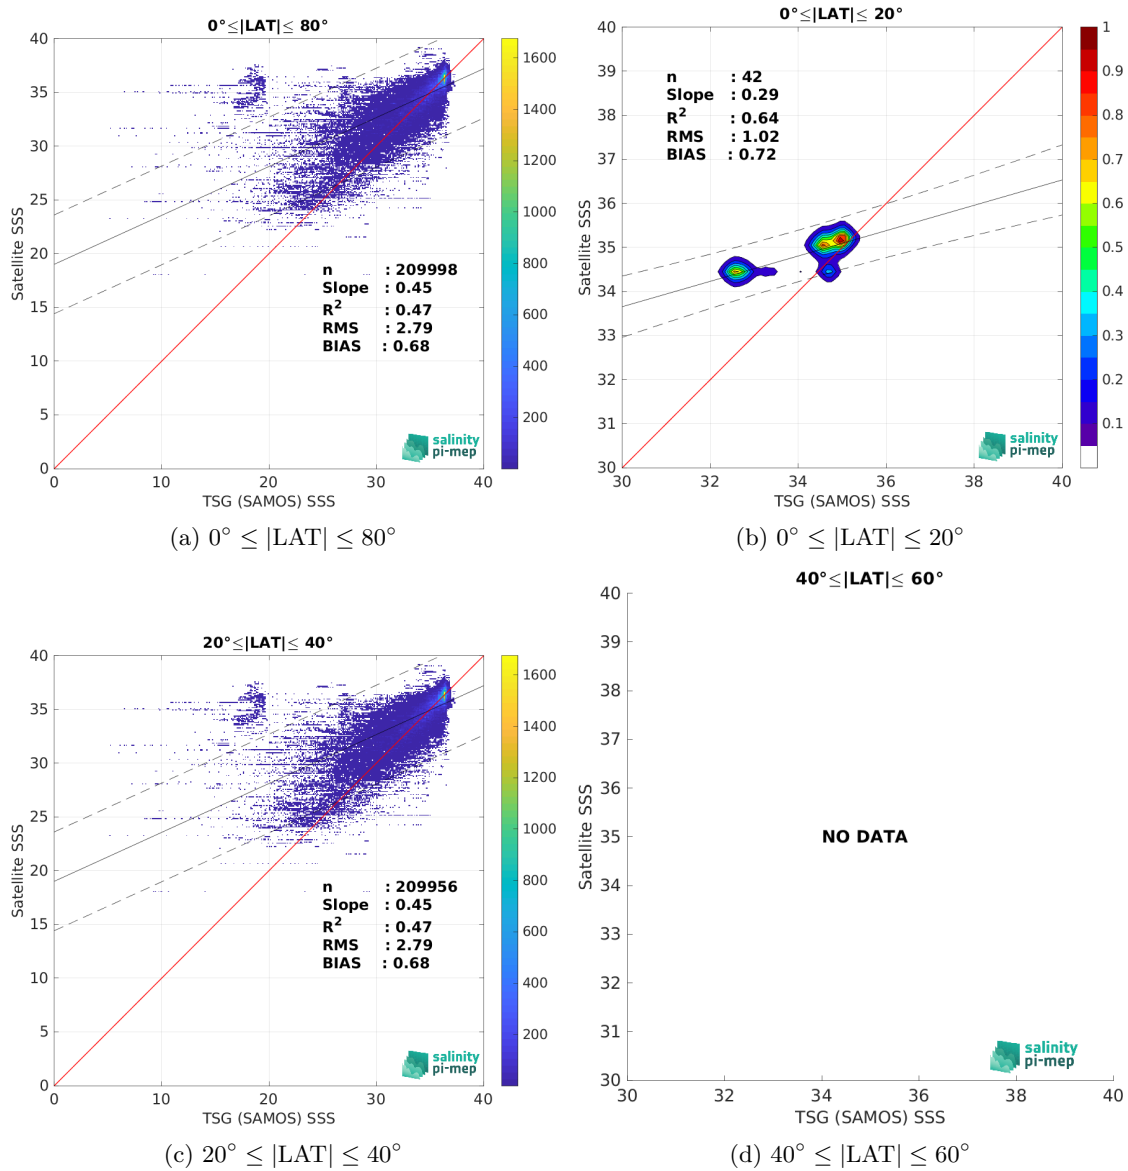 0°≤|LAT|≤ 80°
40
35
30
25
20
15
10
5
0
Satellite SSS
n : 209998
Slope : 0.45
R² : 0.47
RMS : 2.79
BIAS : 0.68
salinity
pi-mep
0 10 20 30 40
TSG (SAMOS) SSS
1600
1400
1200
1000
800
600
400
200
(a) 0° ≤ |LAT| ≤ 80°
0°≤|LAT|≤ 20°
40
39
38
37
36
35
34
33
32
31
30
Satellite SSS
n : 42
Slope : 0.29
R² : 0.64
RMS : 1.02
BIAS : 0.72
salinity
pi-mep
30 32 34 36 38 40
TSG (SAMOS) SSS
1
0.9
0.8
0.7
0.6
0.5
0.4
0.3
0.2
0.1
(b) 0° ≤ |LAT| ≤ 20°
20°≤|LAT|≤ 40°
40
35
30
25
20
15
10
5
0
Satellite SSS
n : 209956
Slope : 0.45
R² : 0.47
RMS : 2.79
BIAS : 0.68
salinity
pi-mep
0 10 20 30 40
TSG (SAMOS) SSS
1600
1400
1200
1000
800
600
400
200
(c) 20° ≤ |LAT| ≤ 40°
40°≤|LAT|≤ 60°
40
39
38
37
36
35
34
33
32
31
30
Satellite SSS
NO DATA
salinity
pi-mep
30 32 34 36 38 40
TSG (SAMOS) SSS
(d) 40° ≤ |LAT| ≤ 60°